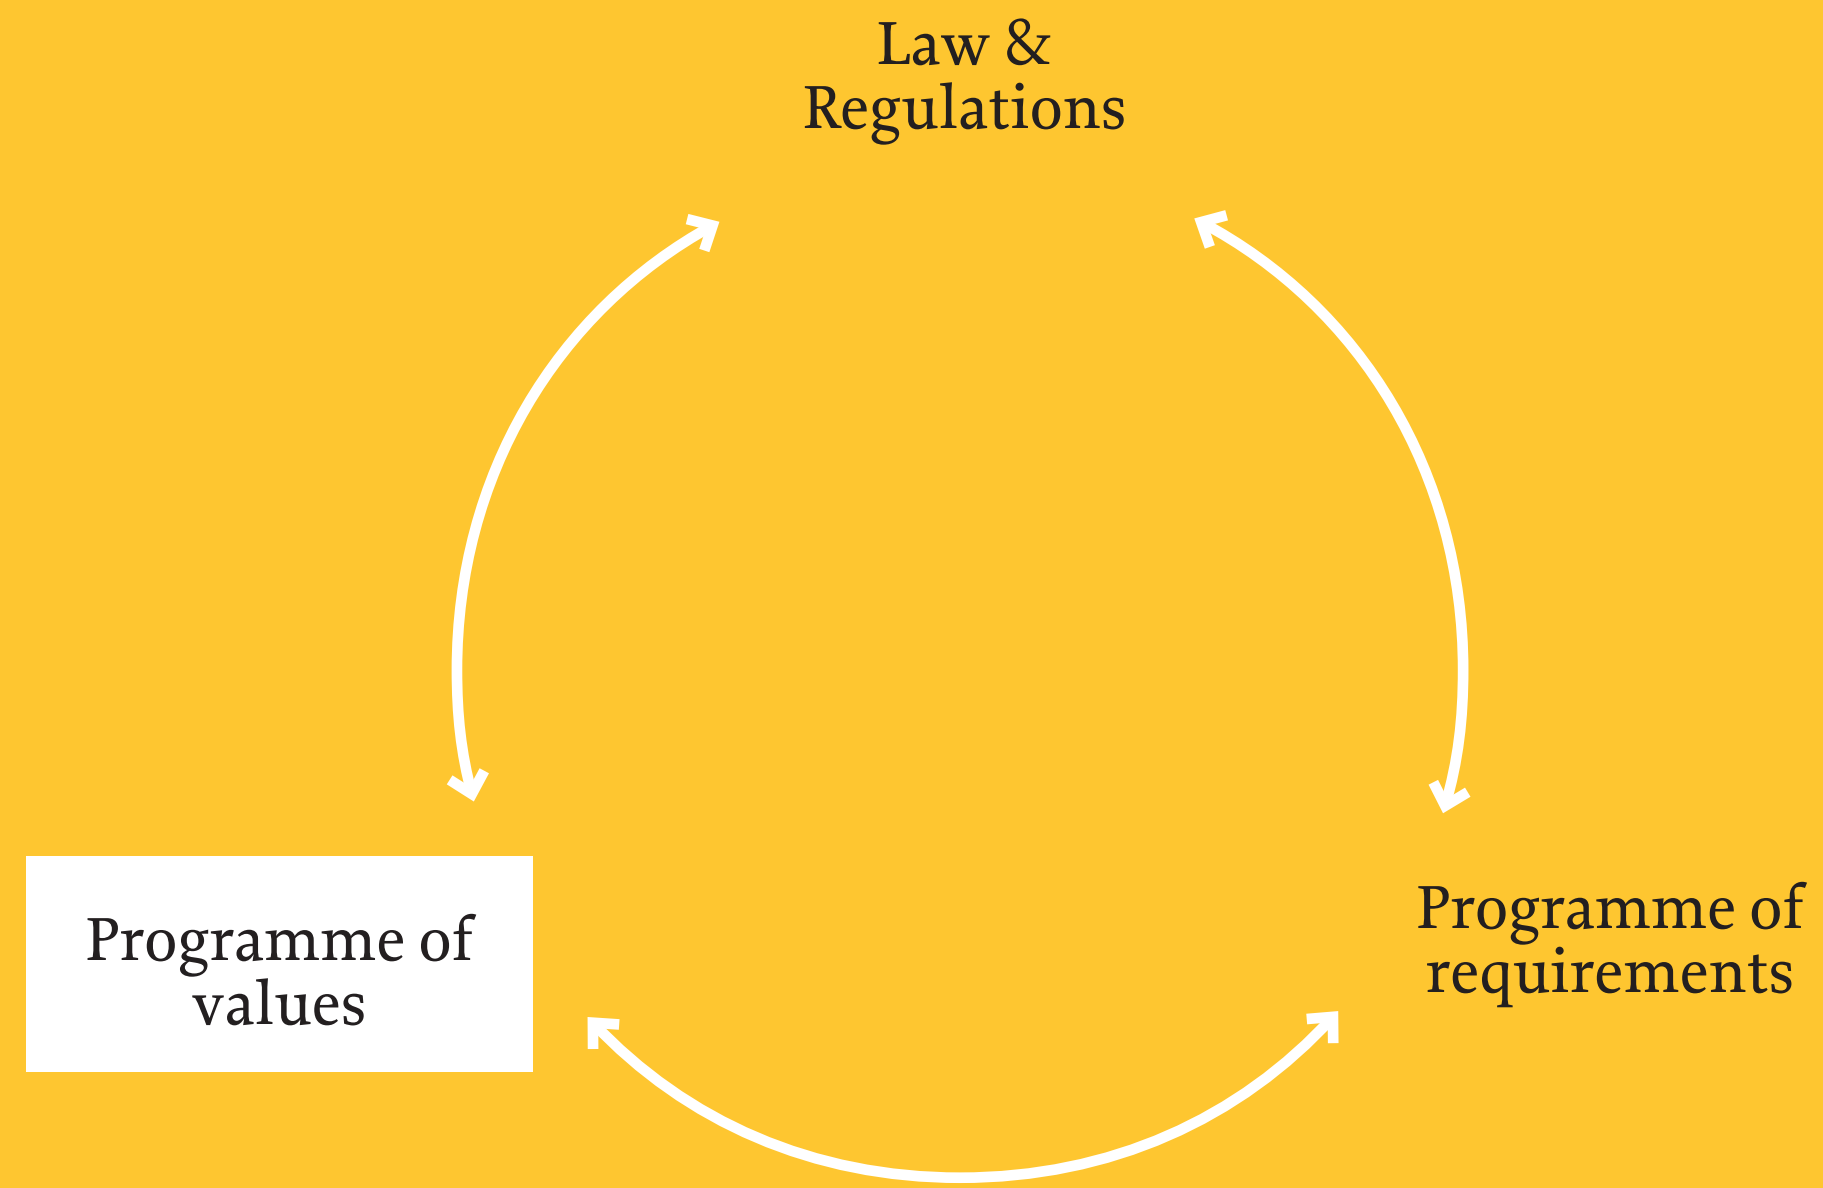 Law &
Regulations
Programme of
values
Programme of
requirements